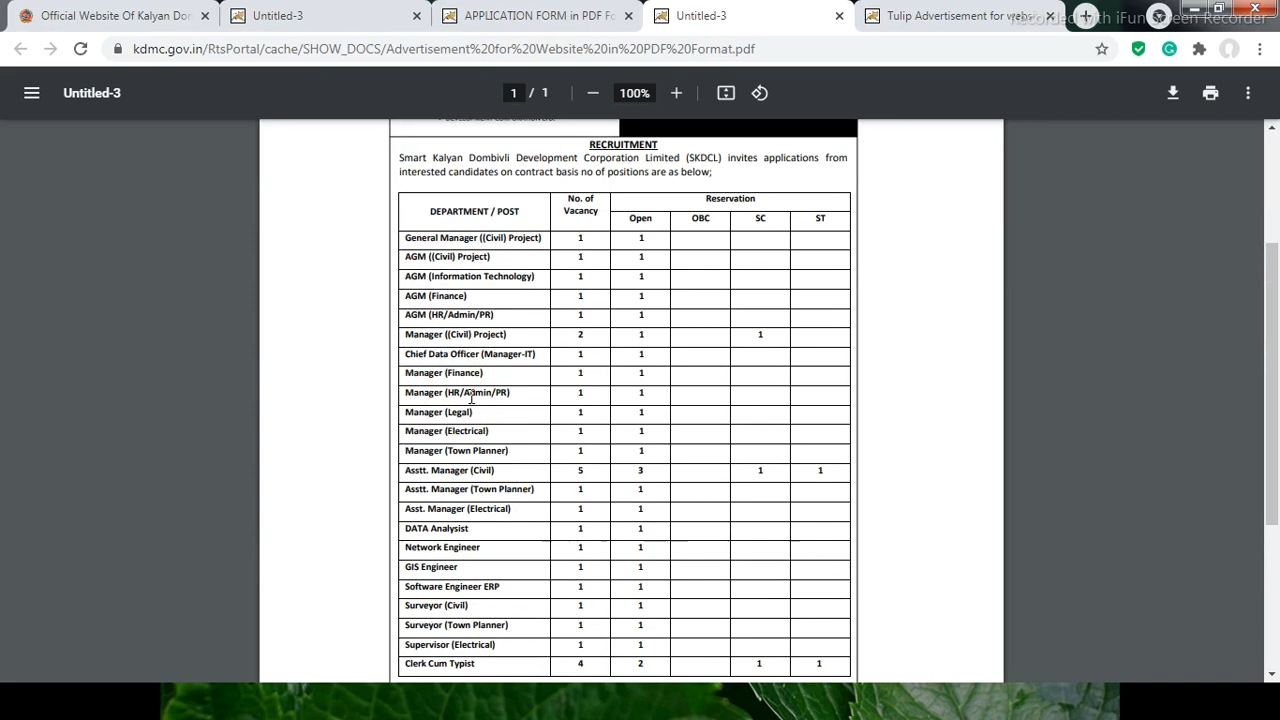 Official Website Of Kalyan Do
Untitled-3
APPLICATION FORM in PDF Fo
Untitled-3
Tulip Advertisement for webs
Recorded with iFun Screen Recorder
kdmc.gov.in/RtsPortal/cache/SHOW_DOCS/Advertisement%20for%20Website%20in%20PDF%20Format.pdf
Untitled-3
1 / 1
100%
RECRUITMENT
Smart Kalyan Dombivli Development Corporation Limited (SKDCL) invites applications from
interested candidates on contract basis no of positions are as below;
DEPARTMENT / POST No. of Vacancy Reservation
Open OBC SC ST
General Manager ((Civil) Project) 1 1
AGM ((Civil) Project) 1 1
AGM (Information Technology) 1 1
AGM (Finance) 1 1
AGM (HR/Admin/PR) 1 1
Manager ((Civil) Project) 2 1 1
Chief Data Officer (Manager-IT) 1 1
Manager (Finance) 1 1
Manager (HR/Admin/PR) 1 1
Manager (Legal) 1 1
Manager (Electrical) 1 1
Manager (Town Planner) 1 1
Asstt. Manager (Civil) 5 3 1 1
Asstt. Manager (Town Planner) 1 1
Asst. Manager (Electrical) 1 1
DATA Analysist 1 1
Network Engineer 1 1
GIS Engineer 1 1
Software Engineer ERP 1 1
Surveyor (Civil) 1 1
Surveyor (Town Planner) 1 1
Supervisor (Electrical) 1 1
Clerk Cum Typist 4 2 1 1